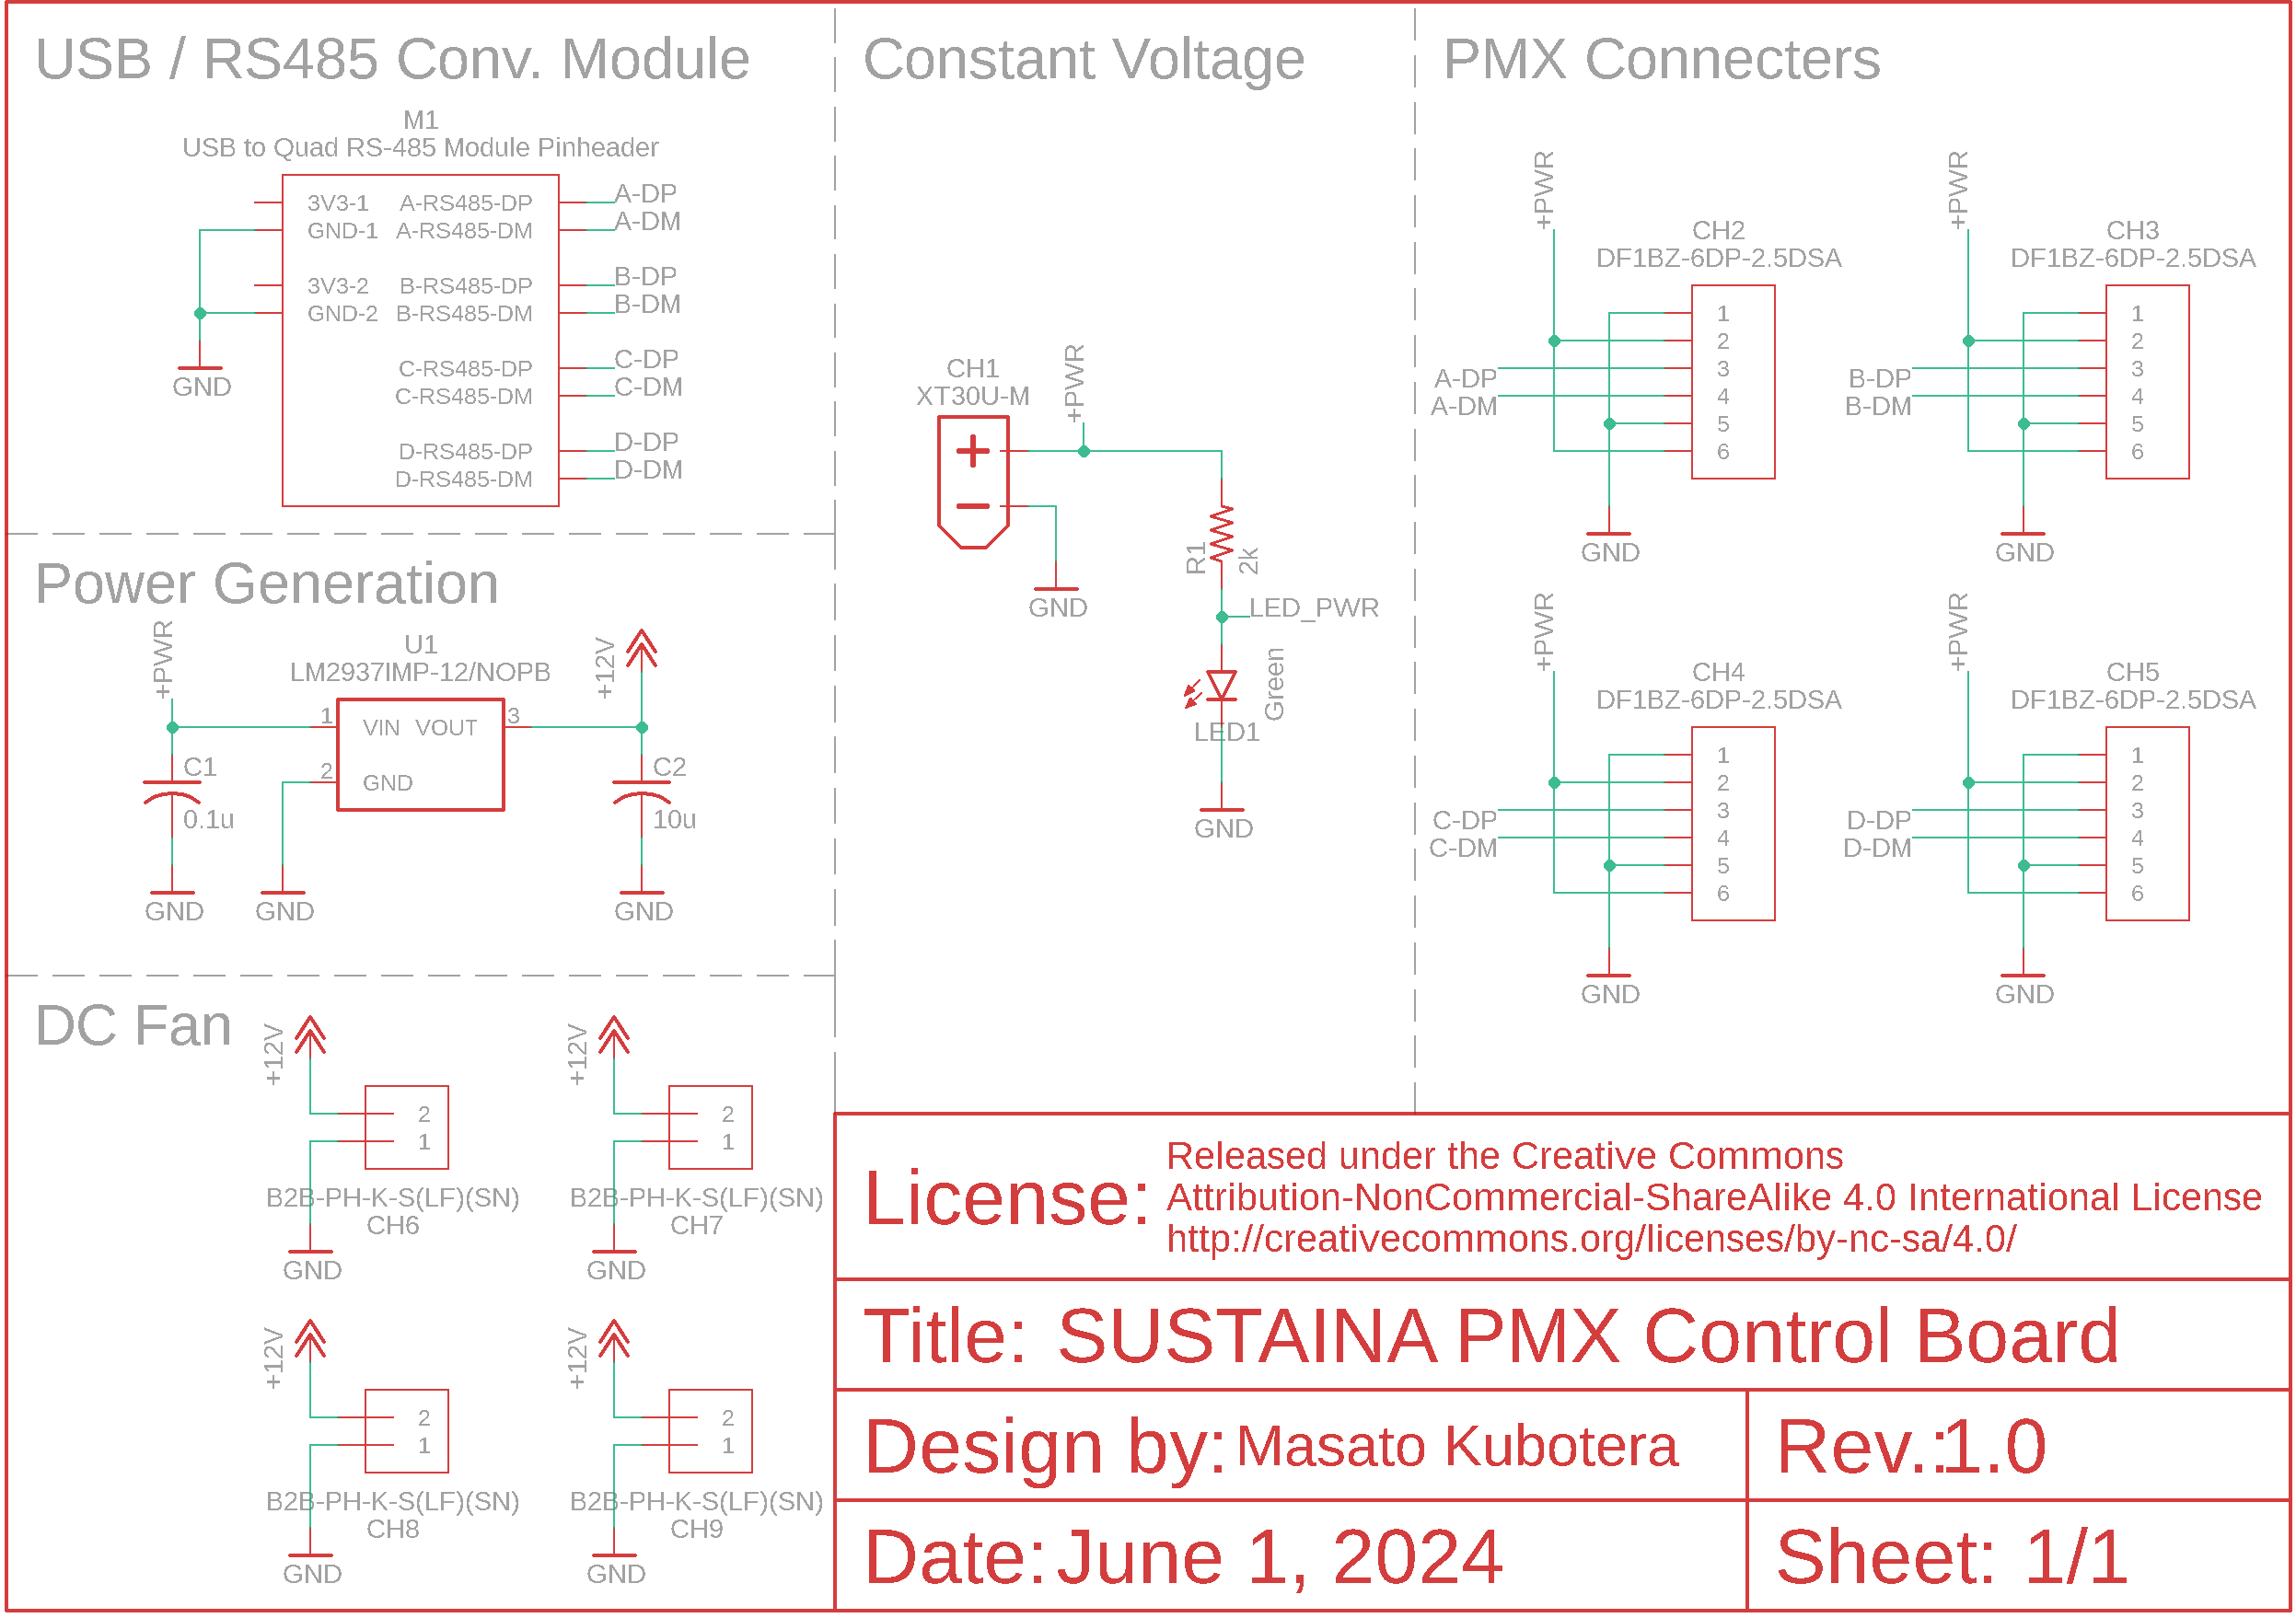 USB / RS485 Conv. Module
M1
USB to Quad RS-485 Module Pinheader
3V3-1 A-RS485-DP A-DP
GND-1 A-RS485-DM A-DM
3V3-2 B-RS485-DP B-DP
GND-2 B-RS485-DM B-DM
C-RS485-DP C-DP
C-RS485-DM C-DM
D-RS485-DP D-DP
D-RS485-DM D-DM
GND
Power Generation
+PWR
U1
LM2937IMP-12/NOPB
+12V
1 VIN VOUT 3
2 GND
C1
0.1u
C2
10u
GND
GND
GND
DC Fan
+12V
2
1
B2B-PH-K-S(LF)(SN)
CH6
GND
+12V
2
1
B2B-PH-K-S(LF)(SN)
CH7
GND
+12V
2
1
B2B-PH-K-S(LF)(SN)
CH8
GND
+12V
2
1
B2B-PH-K-S(LF)(SN)
CH9
GND
Constant Voltage
CH1
XT30U-M
+PWR
+
−
GND
R1
2k
LED_PWR
Green
LED1
GND
PMX Connecters
+PWR
CH2
DF1BZ-6DP-2.5DSA
1
2
3
4
5
6
A-DP
A-DM
GND
+PWR
CH3
DF1BZ-6DP-2.5DSA
1
2
3
4
5
6
B-DP
B-DM
GND
+PWR
CH4
DF1BZ-6DP-2.5DSA
1
2
3
4
5
6
C-DP
C-DM
GND
+PWR
CH5
DF1BZ-6DP-2.5DSA
1
2
3
4
5
6
D-DP
D-DM
GND
License: Released under the Creative Commons
Attribution-NonCommercial-ShareAlike 4.0 International License
http://creativecommons.org/licenses/by-nc-sa/4.0/
Title: SUSTAINA PMX Control Board
Design by: Masato Kubotera
Rev.:1.0
Date: June 1, 2024
Sheet: 1/1